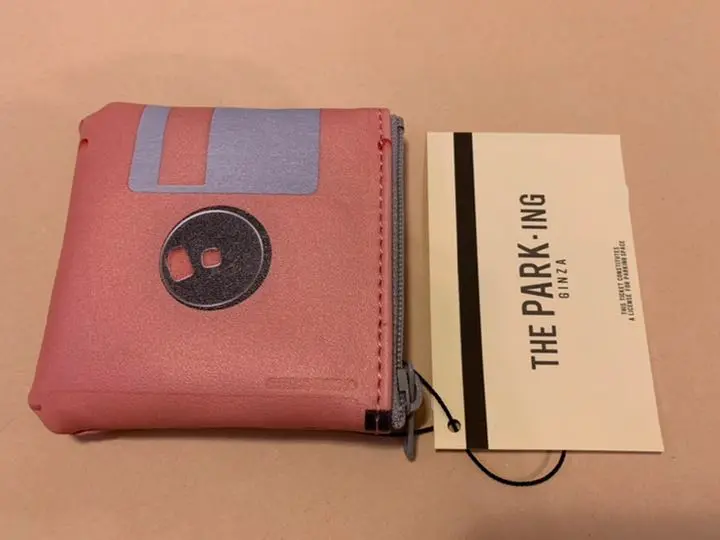 THE PARK・ING
GINZA
THIS TICKET CONSTITUTES
A LICENSE FOR PARKING SPACE